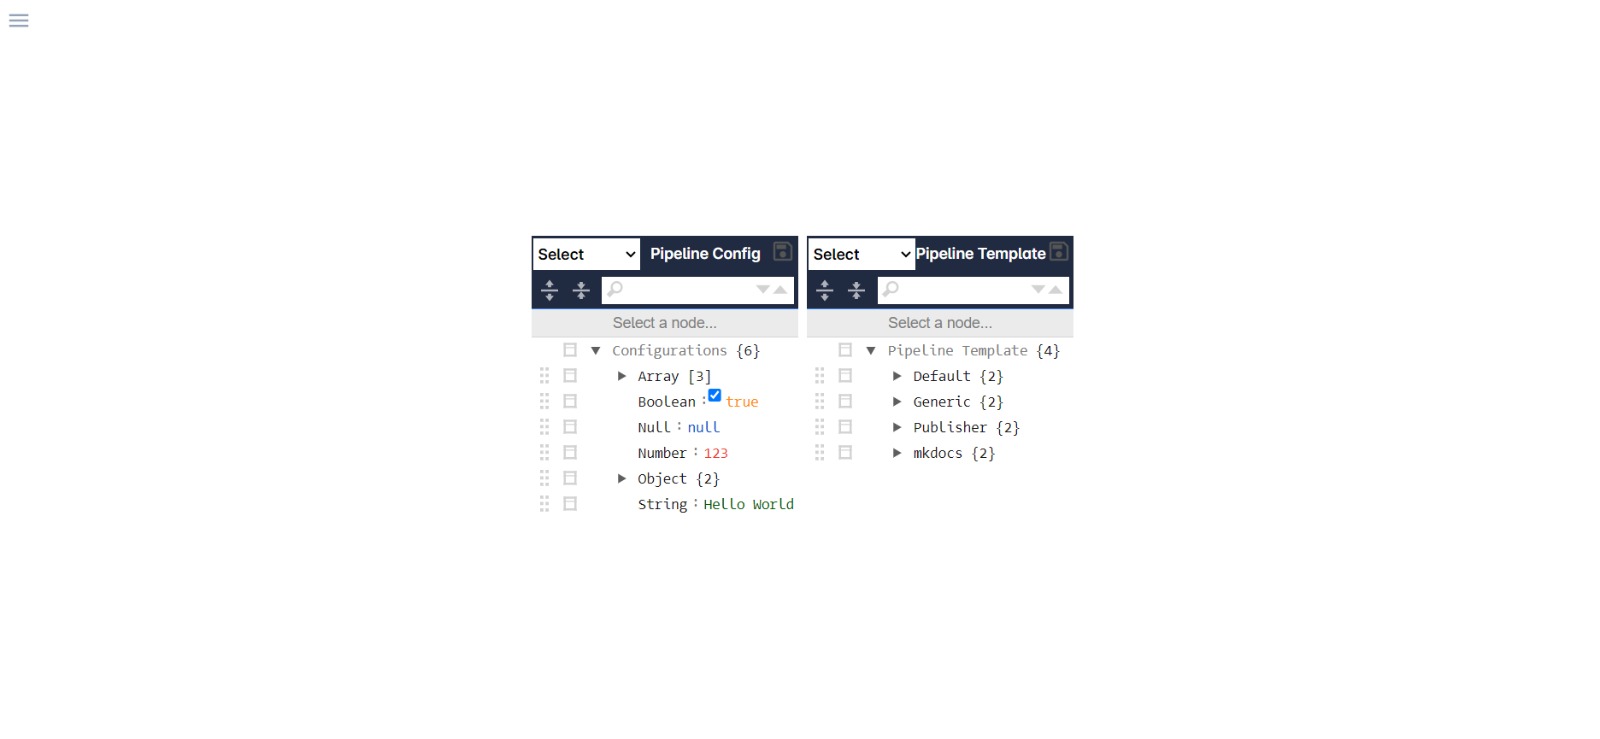 Select Pipeline Config
Select a node...
Configurations {6}
Array [3]
Boolean : true
Null : null
Number : 123
Object {2}
String : Hello World
Select Pipeline Template
Select a node...
Pipeline Template {4}
Default {2}
Generic {2}
Publisher {2}
mkdocs {2}